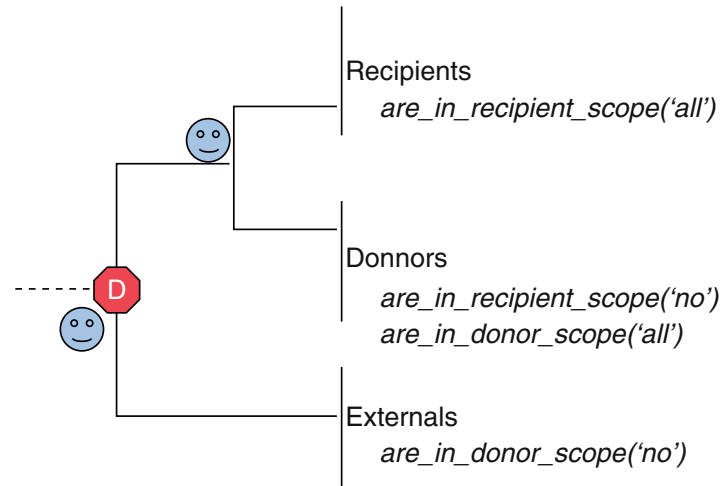 Recipients
are_in_recipient_scope(‘all’)
D
Donnors
are_in_recipient_scope(‘no’)
are_in_donor_scope(‘all’)
Externals
are_in_donor_scope(‘no’)